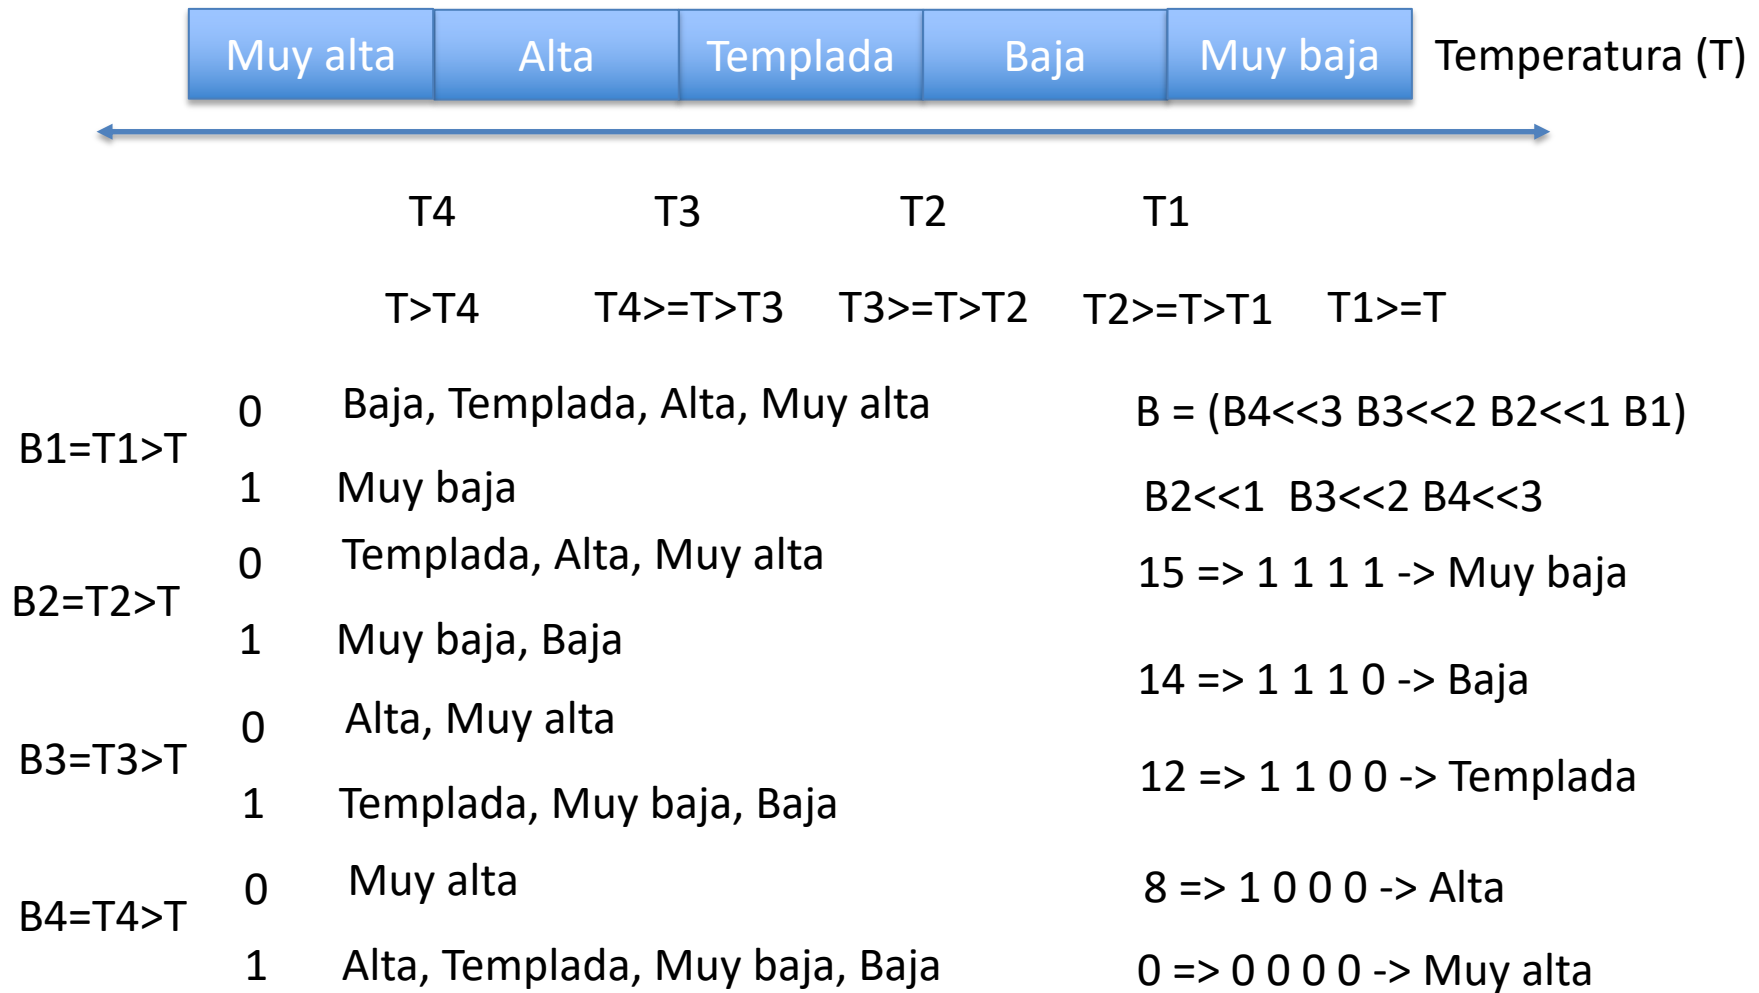 Muy alta Alta Templada Baja Muy baja Temperatura (T)
T4 T3 T2 T1
T>T4 T4>=T>T3 T3>=T>T2 T2>=T>T1 T1>=T
B1=T1>T
0 Baja, Templada, Alta, Muy alta
1 Muy baja
B2=T2>T
0 Templada, Alta, Muy alta
1 Muy baja, Baja
B3=T3>T
0 Alta, Muy alta
1 Templada, Muy baja, Baja
B4=T4>T
0 Muy alta
1 Alta, Templada, Muy baja, Baja
B = (B4<<3 B3<<2 B2<<1 B1)
B2<<1 B3<<2 B4<<3
15 => 1 1 1 1 -> Muy baja
14 => 1 1 1 0 -> Baja
12 => 1 1 0 0 -> Templada
8 => 1 0 0 0 -> Alta
0 => 0 0 0 0 -> Muy alta